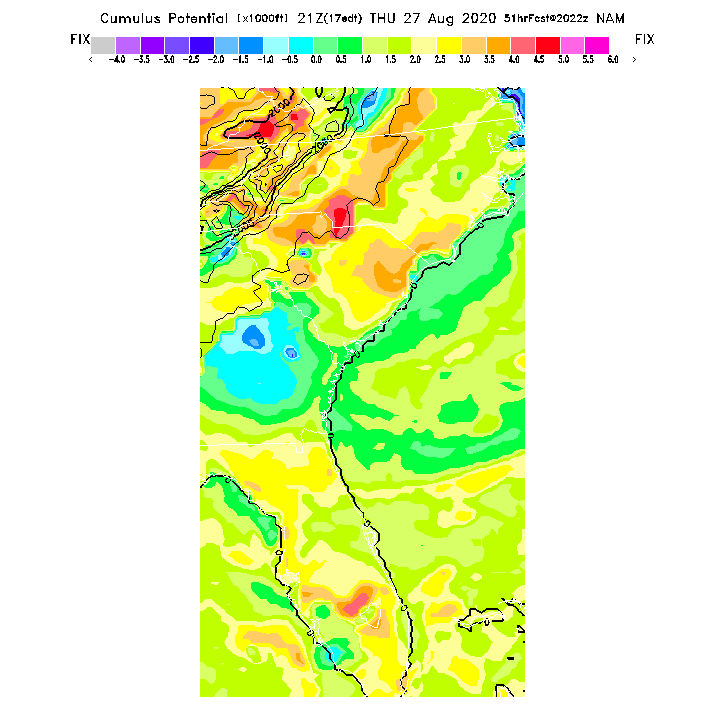 Cumulus Potential [x1000ft] 21Z(17edt) THU 27 Aug 2020 51hrFcst@2022z NAM
FIX FIX
< -4.0 -3.5 -3.0 -2.5 -2.0 -1.5 -1.0 -0.5 0.0 0.5 1.0 1.5 2.0 2.5 3.0 3.5 4.0 4.5 5.0 5.5 6.0 >
2000
2000